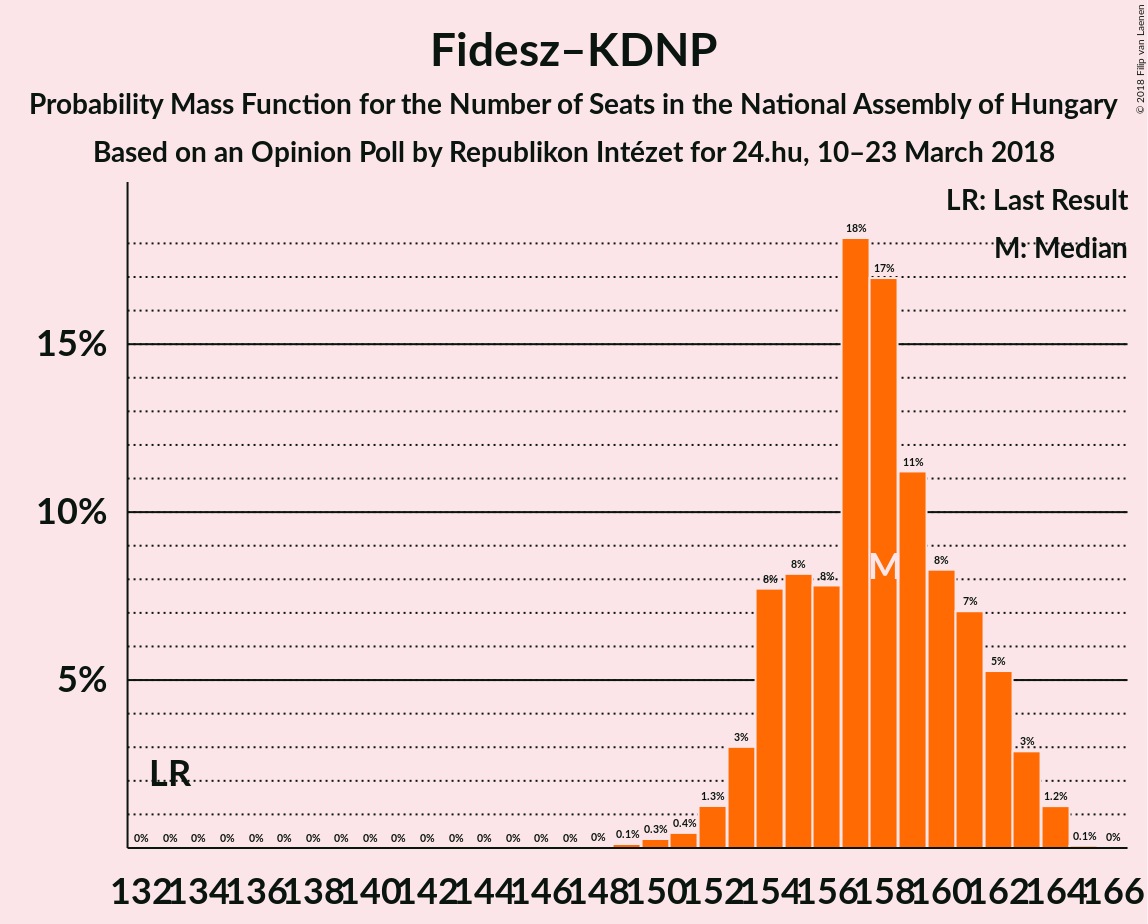 Fidesz–KDNP
Probability Mass Function for the Number of Seats in the National Assembly of Hungary
Based on an Opinion Poll by Republikon Intézet for 24.hu, 10–23 March 2018
© 2018 Filip van Laenen
LR: Last Result
M: Median
18%
17%
15%
11%
10%
8%
8%
8%
8%
M
7%
5%
5%
3%
3%
LR
1.3%
1.2%
0% 0% 0% 0% 0% 0% 0% 0% 0% 0% 0% 0% 0% 0% 0% 0% 0% 0.1% 0.3% 0.4% 0.1% 0%
132 134 136 138 140 142 144 146 148 150 152 154 156 158 160 162 164 166